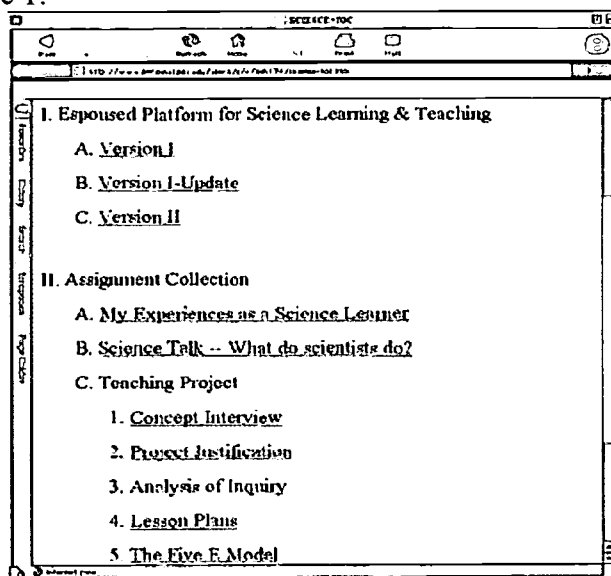 SCIENCE-TOC
I. Espoused Platform for Science Learning & Teaching
A. Version I
B. Version I-Update
C. Version II
II. Assignment Collection
A. My Experiences as a Science Learner
B. Science Talk -- What do scientists do?
C. Teaching Project
1. Concept Interview
2. Project Justification
3. Analysis of Inquiry
4. Lesson Plans
5. The Five E Model